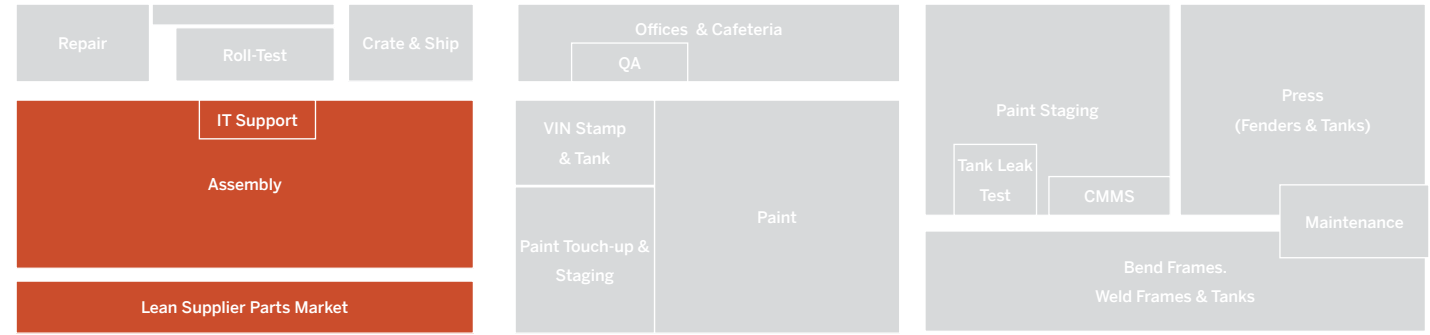 Repair
Roll-Test
Crate & Ship
IT Support
Assembly
Lean Supplier Parts Market
Offices & Cafeteria
QA
VIN Stamp
& Tank
Paint Touch-up &
Staging
Paint
Paint Staging
Tank Leak
Test
CMMS
Press
(Fenders & Tanks)
Maintenance
Bend Frames.
Weld Frames & Tanks